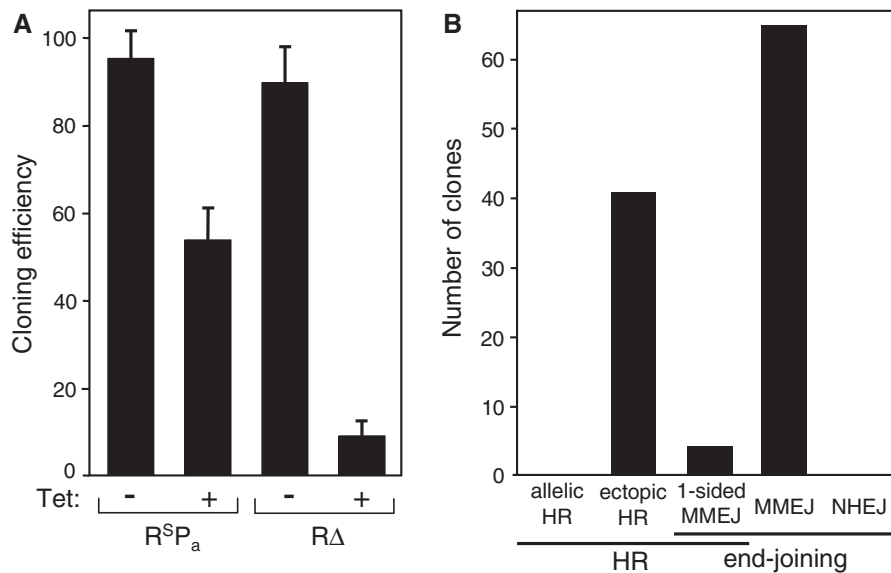 A
Cloning efficiency
100
80
60
40
20
0
Tet: - + - +
RSPa RΔ
B
Number of clones
60
50
40
30
20
10
0
allelic HR
ectopic HR
1-sided MMEJ
MMEJ
NHEJ
HR
end-joining